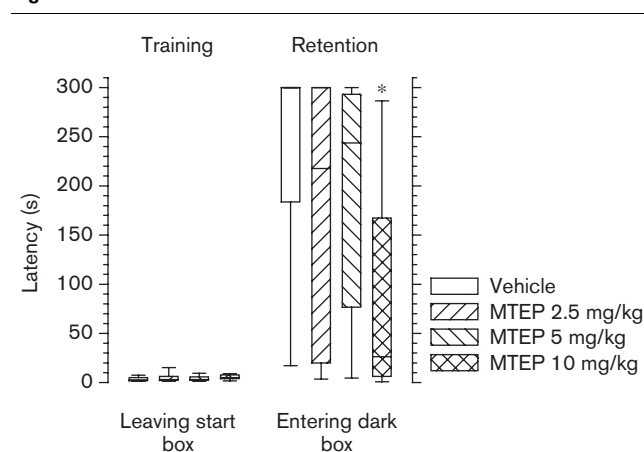 Training Retention
*
300
250
200
150
100
50
0
Latency (s)
Vehicle
MTEP 2.5 mg/kg
MTEP 5 mg/kg
MTEP 10 mg/kg
Leaving start
box
Entering dark
box